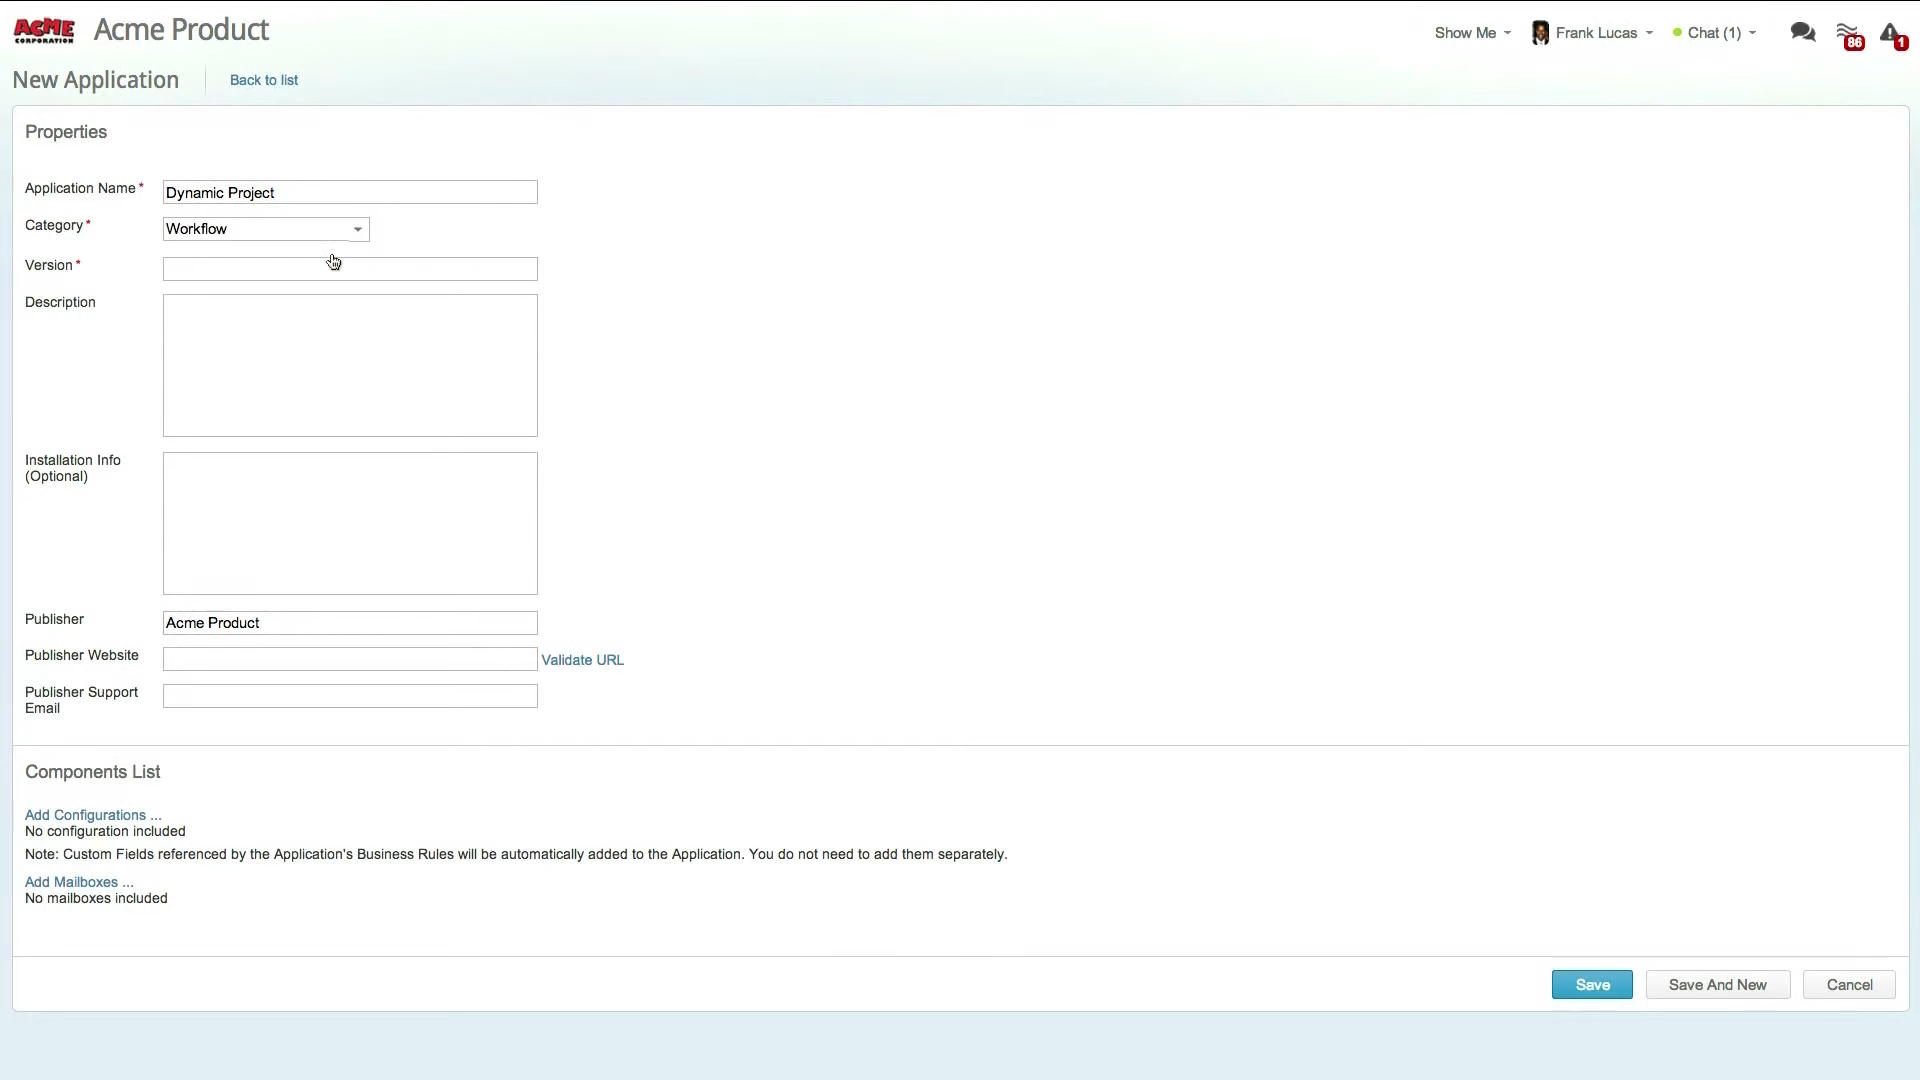 ACME
CORPORATION
Acme Product
Show Me
Frank Lucas
Chat (1)
86
1
New Application
Back to list
Properties
Application Name*
Dynamic Project
Category*
Workflow
Version*
Description
Installation Info
(Optional)
Publisher
Acme Product
Publisher Website
Validate URL
Publisher Support
Email
Components List
Add Configurations ...
No configuration included
Note: Custom Fields referenced by the Application's Business Rules will be automatically added to the Application. You do not need to add them separately.
Add Mailboxes ...
No mailboxes included
Save
Save And New
Cancel